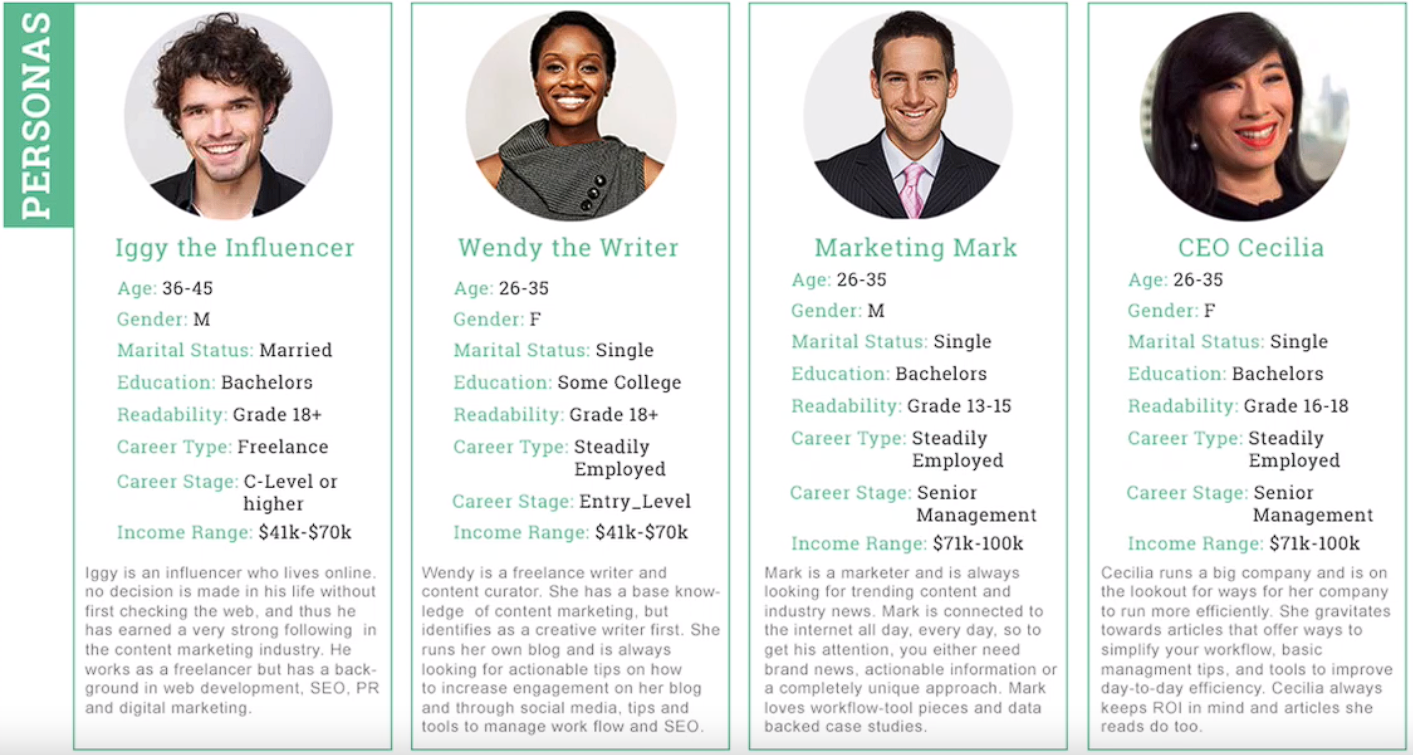 PERSONAS
Iggy the Influencer
Age: 36-45
Gender: M
Marital Status: Married
Education: Bachelors
Readability: Grade 18+
Career Type: Freelance
Career Stage: C-Level or
higher
Income Range: $41k-$70k
Iggy is an influencer who lives online.
no decision is made in his life without
first checking the web, and thus he
has earned a very strong following in
the content marketing industry. He
works as a freelancer but has a back-
ground in web development, SEO, PR
and digital marketing.
Wendy the Writer
Age: 26-35
Gender: F
Marital Status: Single
Education: Some College
Readability: Grade 18+
Career Type: Steadily
Employed
Career Stage: Entry_Level
Income Range: $41k-$70k
Wendy is a freelance writer and
content curator. She has a base know-
ledge of content marketing, but
identifies as a creative writer first. She
runs her own blog and is always
looking for actionable tips on how
to increase engagement on her blog
and through social media, tips and
tools to manage work flow and SEO.
Marketing Mark
Age: 26-35
Gender: M
Marital Status: Single
Education: Bachelors
Readability: Grade 13-15
Career Type: Steadily
Employed
Career Stage: Senior
Management
Income Range: $71k-100k
Mark is a marketer and is always
looking for trending content and
industry news. Mark is connected to
the internet all day, every day, so to
get his attention, you either need
brand news, actionable information or
a completely unique approach. Mark
loves workflow-tool pieces and data
backed case studies.
CEO Cecilia
Age: 26-35
Gender: F
Marital Status: Single
Education: Bachelors
Readability: Grade 16-18
Career Type: Steadily
Employed
Career Stage: Senior
Management
Income Range: $71k-100k
Cecilia runs a big company and is on
the lookout for ways for her company
to run more efficiently. She gravitates
towards articles that offer ways to
simplify your workflow, basic
managment tips, and tools to improve
day-to-day efficiency. Cecilia always
keeps ROI in mind and articles she
reads do too.